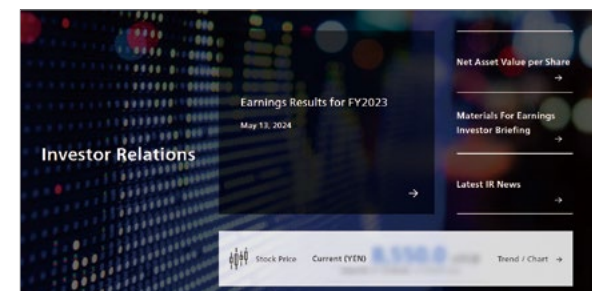 Investor Relations
Earnings Results for FY2023
May 13, 2024
Net Asset Value per Share
Materials For Earnings
Investor Briefing
Latest IR News
Stock Price Current (YEN) Trend / Chart